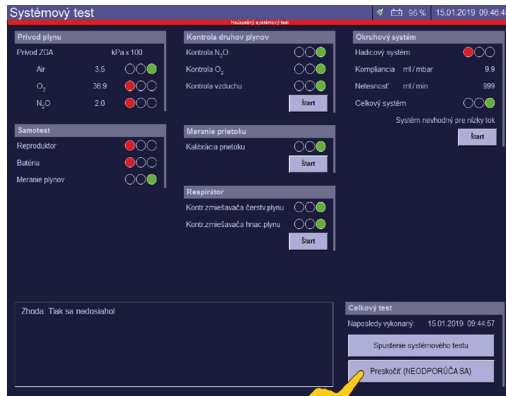 Systémový test
96 % 15.01.2019 09:46:4
Neúspešný systémový test
Prívod plynu
Prívod ZGA kPa x 100
Air 3.5
O₂ 36.9
N₂O 2.0
Samotest
Reproduktor
Batéria
Meranie plynov
Kontrola druhov plynov
Kontrola N₂O
Kontrola O₂
Kontrola vzduchu
Štart
Meranie prietoku
Kalibrácia prietoku
Štart
Respirátor
Kontr.zmiešavača čerstv.plynu
Kontr.zmiešavača hnac.plynu
Štart
Okruhový systém
Hadicový systém
Kompliancia ml / mbar 9.9
Netesnosť ml / min 999
Celkový systém
Systém nevhodný pre nízky tok
Štart
Zhoda: Tlak sa nedosiahol
Celkový test
Naposledy vykonaný: 15.01.2019 09:44:57
Spustenie systémového testu
Preskočiť (NEODPORÚČA SA)